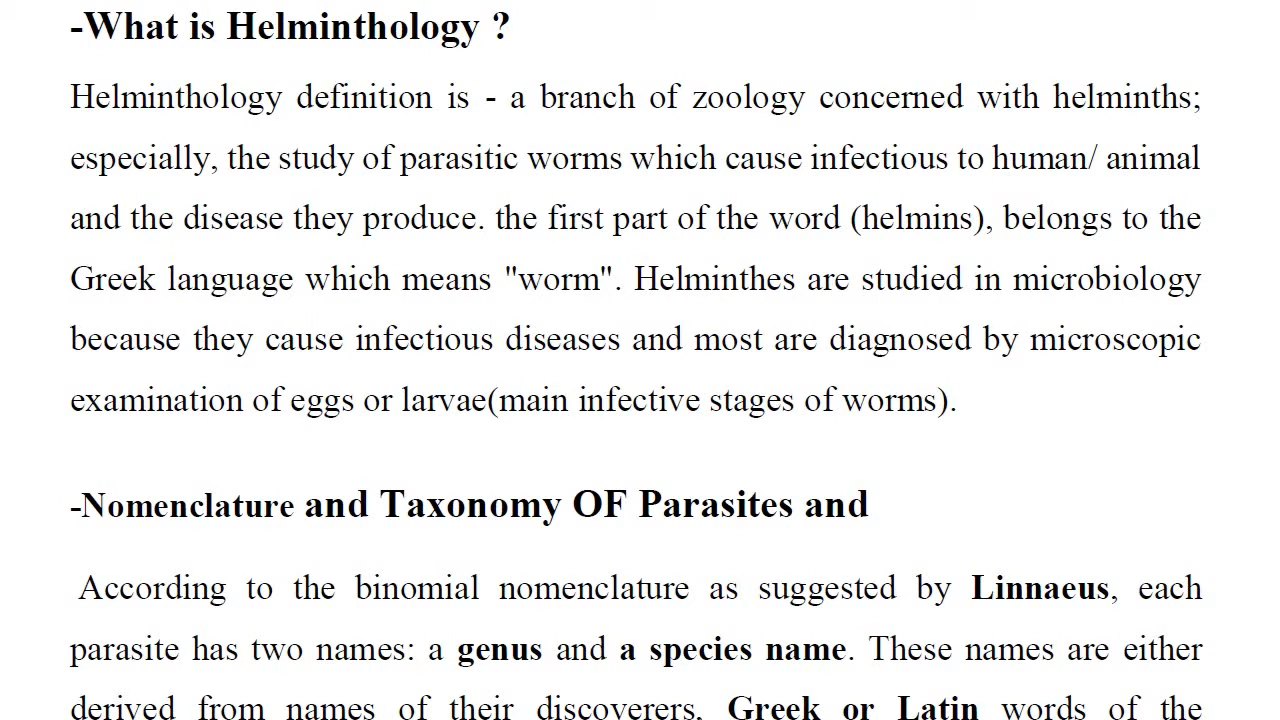 -What is Helminthology ?
Helminthology definition is - a branch of zoology concerned with helminths;
especially, the study of parasitic worms which cause infectious to human/ animal
and the disease they produce. the first part of the word (helmins), belongs to the
Greek language which means "worm". Helminthes are studied in microbiology
because they cause infectious diseases and most are diagnosed by microscopic
examination of eggs or larvae(main infective stages of worms).
-Nomenclature and Taxonomy OF Parasites and
According to the binomial nomenclature as suggested by Linnaeus, each
parasite has two names: a genus and a species name. These names are either
derived from names of their discoverers, Greek or Latin words of the